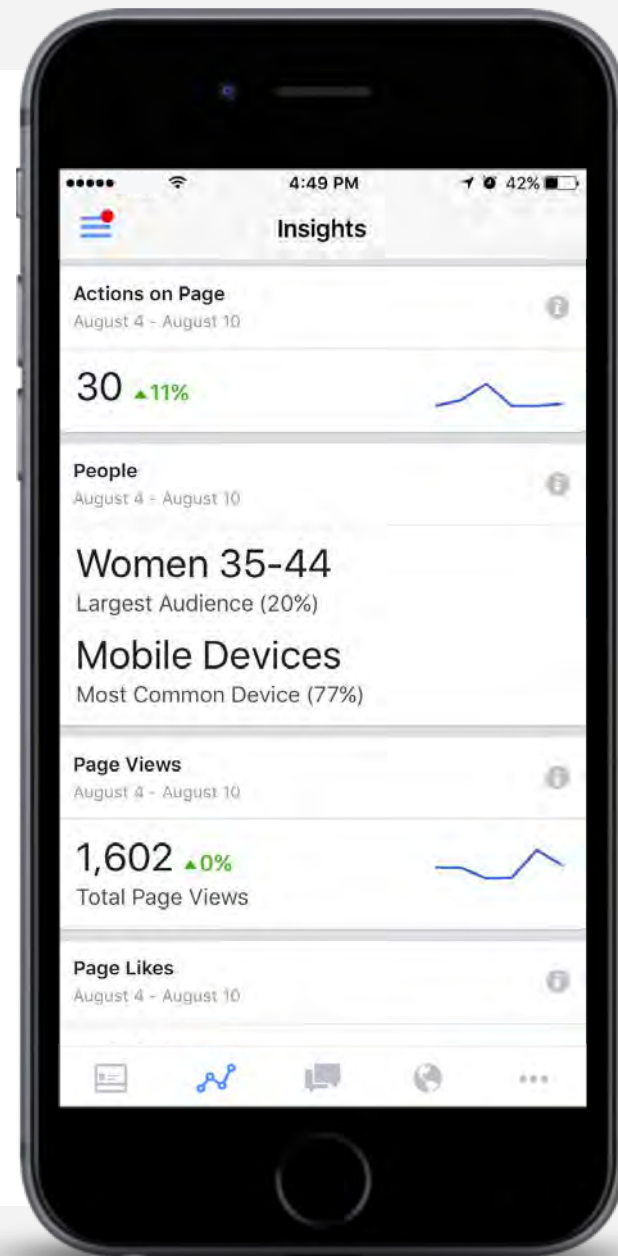 4:49 PM 42%
Insights
Actions on Page
August 4 - August 10
30 ▲11%
People
August 4 - August 10
Women 35-44
Largest Audience (20%)
Mobile Devices
Most Common Device (77%)
Page Views
August 4 - August 10
1,602 ▲0%
Total Page Views
Page Likes
August 4 - August 10